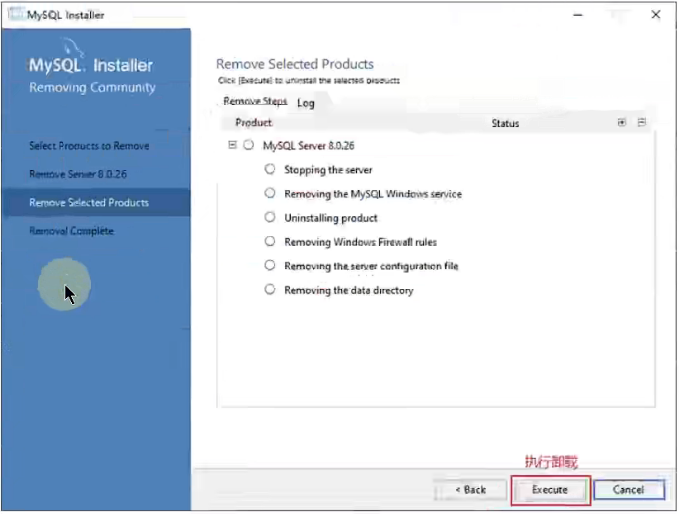 MySQL Installer
MySQL. Installer
Removing Community
Select Products to Remove
Remove Server 8.0.26
Remove Selected Products
Removal Complete
Remove Selected Products
Click [Execute] to uninstall the selected products
Remove Steps Log
Product Status
MySQL Server 8.0.26
Stopping the server
Removing the MySQL Windows service
Uninstalling product
Removing Windows Firewall rules
Removing the server configuration file
Removing the data directory
执行卸载
< Back Execute Cancel